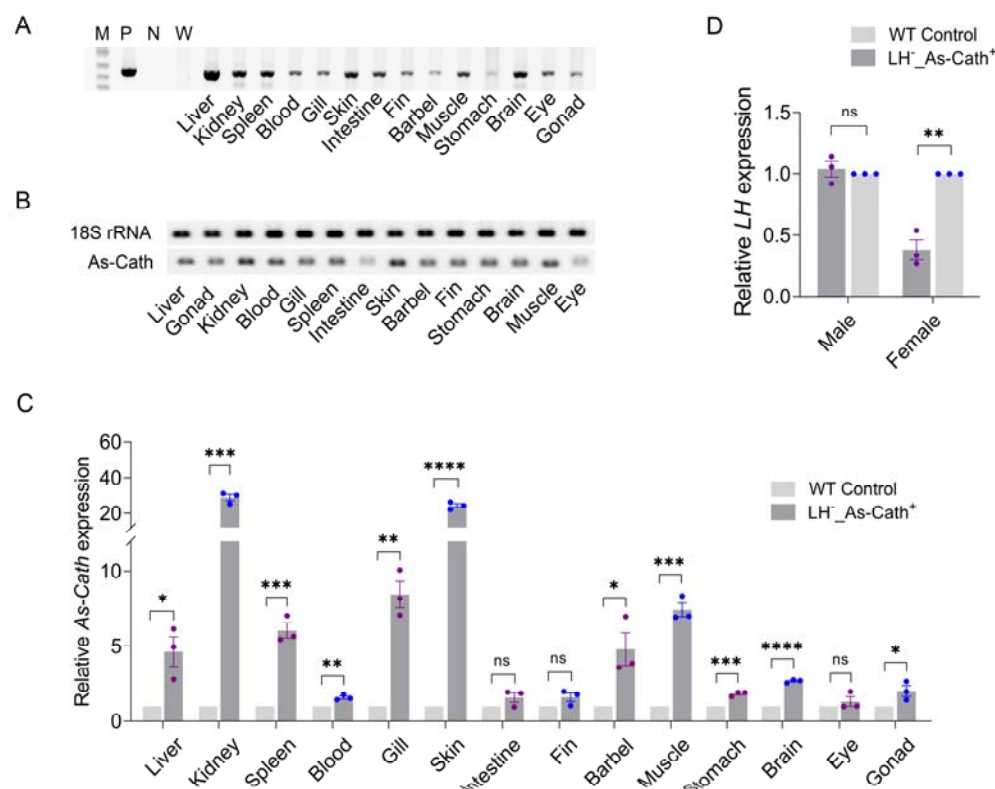 A
M P N W
Liver Kidney Spleen Blood Gill Skin Intestine Fin Barbel Muscle Stomach Brain Eye Gonad
B
18S rRNA
As-Cath
Liver Gonad Kidney Blood Gill Spleen Intestine Skin Barbel Fin Stomach Brain Muscle Eye
C
Relative As-Cath expression
60
40
20
10
5
0
*
***
***
**
**
****
ns
ns
*
***
***
****
ns
*
WT Control
LH⁻_As-Cath⁺
Liver Kidney Spleen Blood Gill Skin Intestine Fin Barbel Muscle Stomach Brain Eye Gonad
D
WT Control
LH⁻_As-Cath⁺
Relative LH expression
1.5
1.0
0.5
0.0
ns
**
Male Female